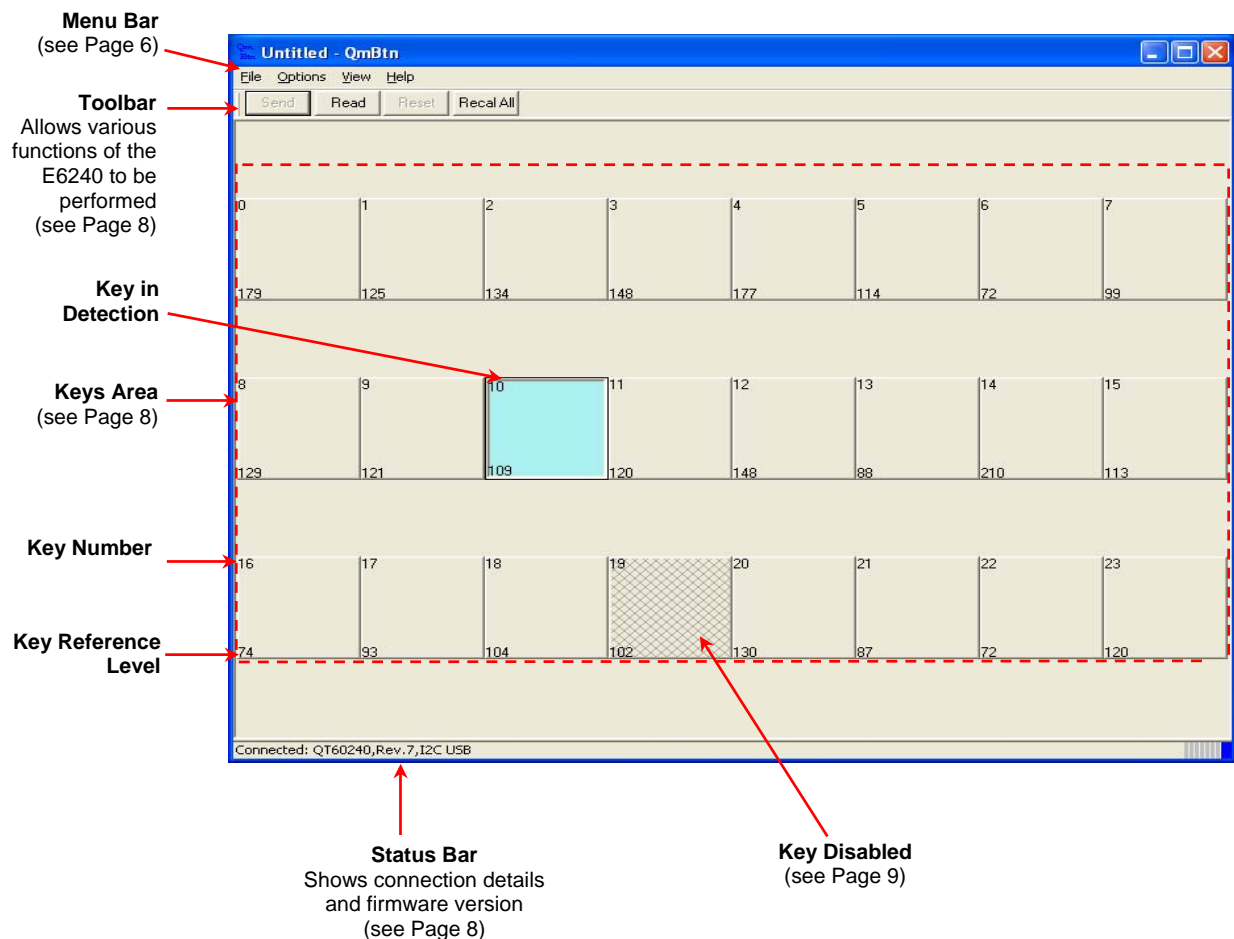 Menu Bar
(see Page 6)
Qm
Btn
Untitled - QmBtn
File Options View Help
Send Read Reset Recal All
Toolbar
Allows various
functions of the
E6240 to be
performed
(see Page 8)
0 1 2 3 4 5 6 7
179 125 134 148 177 114 72 99
Key in
Detection
Keys Area
(see Page 8)
8 9 10 11 12 13 14 15
129 121 109 120 148 88 210 113
Key Number
16 17 18 19 20 21 22 23
Key Reference
Level
74 93 104 102 130 87 72 120
Connected: QT60240,Rev.7,I2C USB
Status Bar
Shows connection details
and firmware version
(see Page 8)
Key Disabled
(see Page 9)